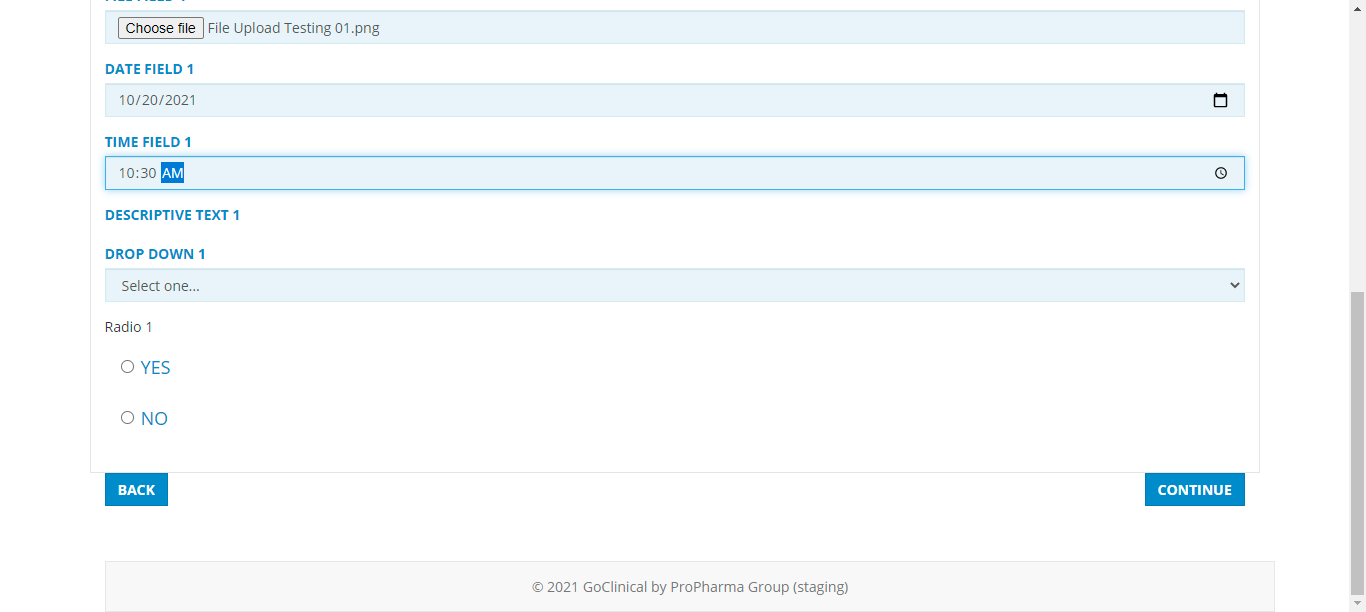 Choose file File Upload Testing 01.png
DATE FIELD 1
10/20/2021
TIME FIELD 1
10:30 AM
DESCRIPTIVE TEXT 1
DROP DOWN 1
Select one...
Radio 1
YES
NO
BACK
CONTINUE
© 2021 GoClinical by ProPharma Group (staging)